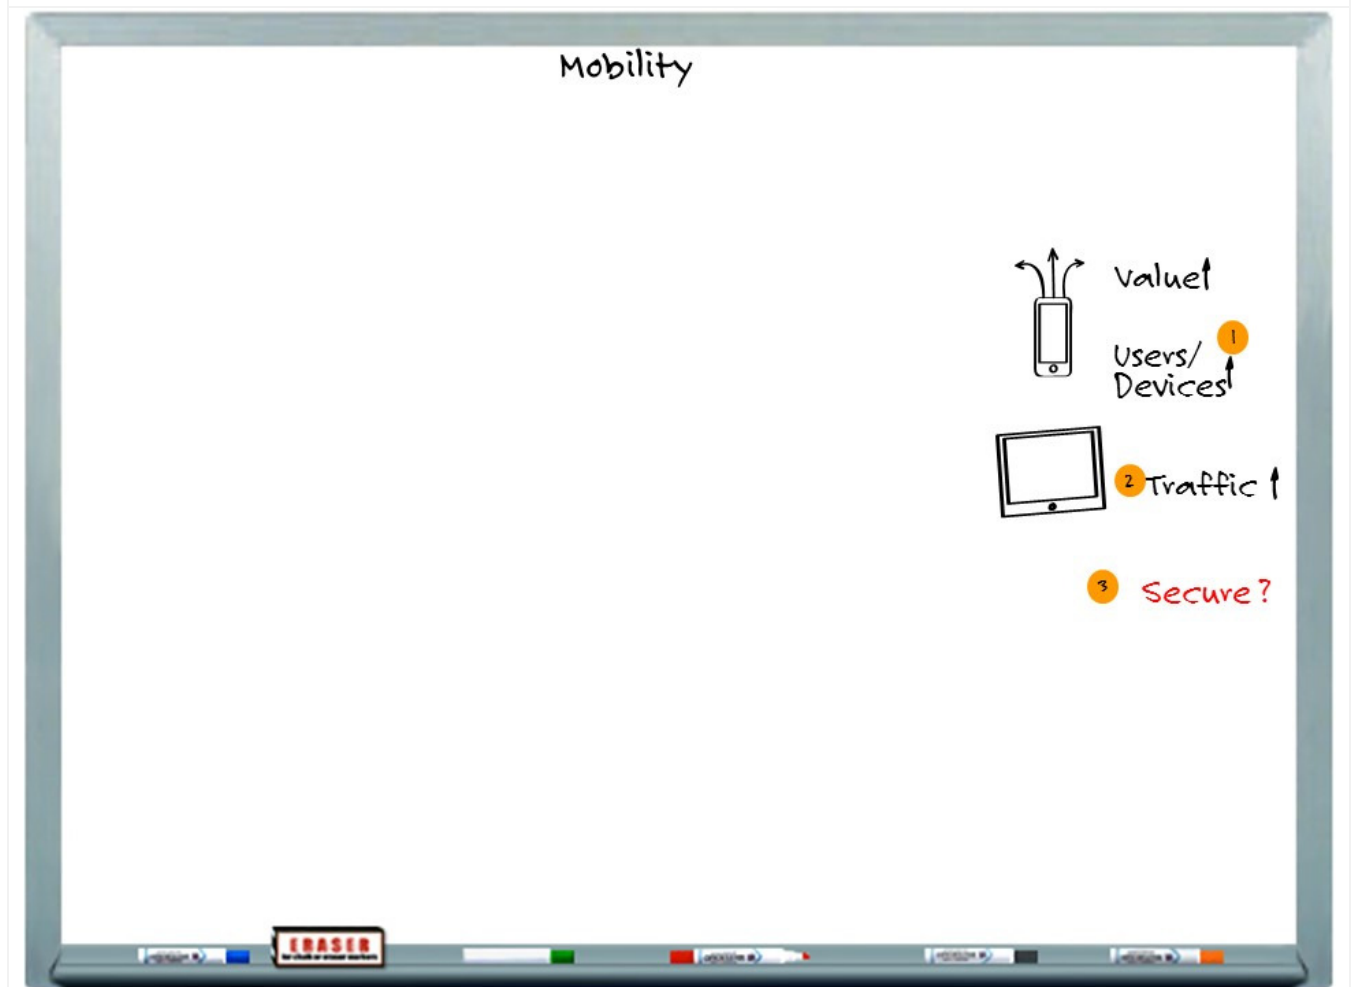 Mobility
Value↑
1
Users/
Devices↑
2 Traffic ↑
3 Secure?
ERASER